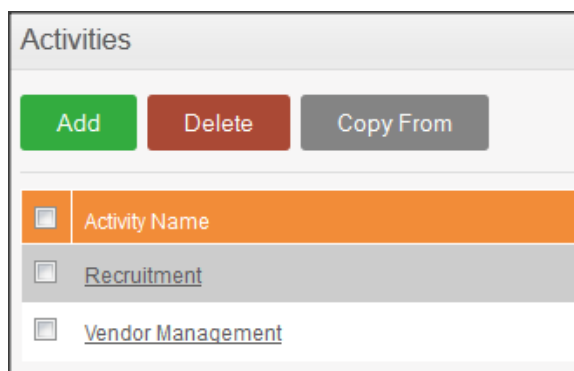 Activities
Add Delete Copy From
Activity Name
Recruitment
Vendor Management